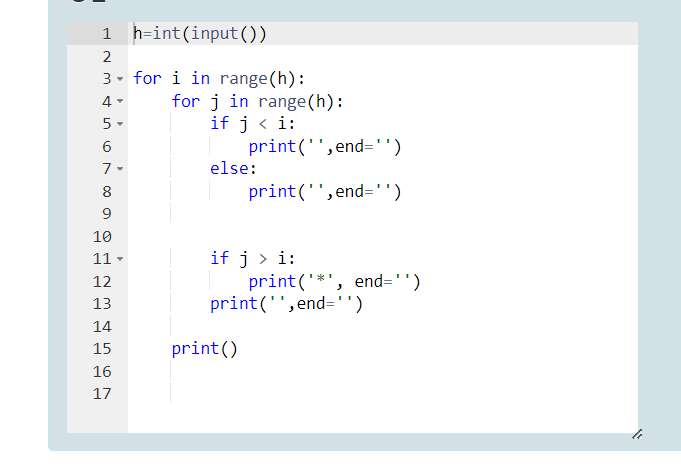 1 h=int(input())
2
3 for i in range(h):
4     for j in range(h):
5         if j < i:
6             print('',end='')
7         else:
8             print('',end='')
9
10
11         if j > i:
12             print('*', end='')
13         print('',end='')
14
15     print()
16
17